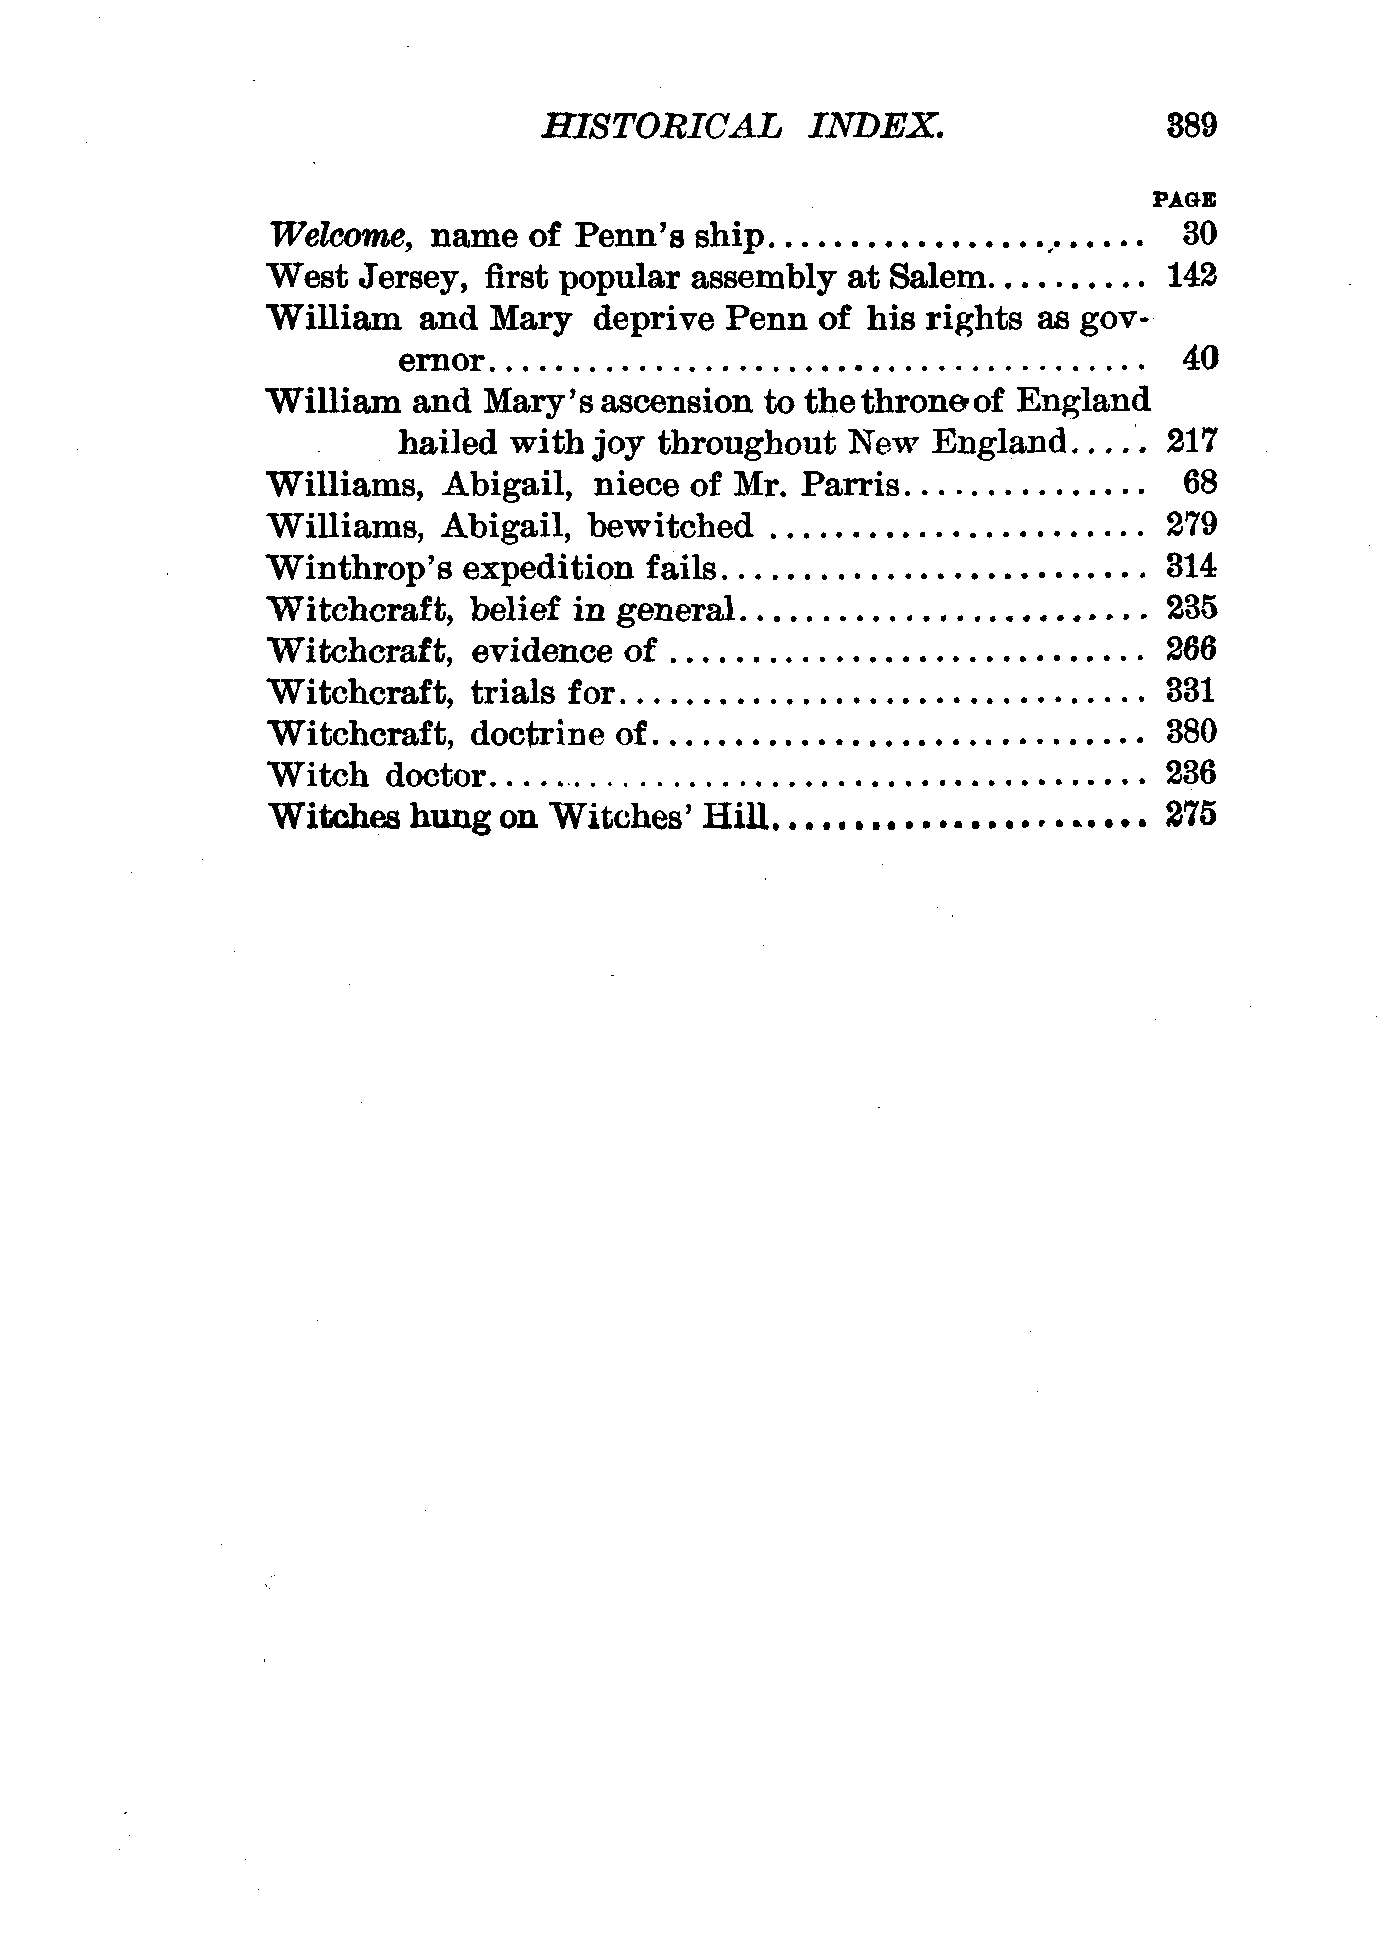 HISTORICAL INDEX. 389
PAGE
Welcome, name of Penn's ship....................... 30
West Jersey, first popular assembly at Salem.......... 142
William and Mary deprive Penn of his rights as gov-
ernor........................................ 40
William and Mary's ascension to the throne of England
hailed with joy throughout New England..... 217
Williams, Abigail, niece of Mr. Parris............... 68
Williams, Abigail, bewitched ....................... 279
Winthrop's expedition fails.......................... 314
Witchcraft, belief in general......................... 235
Witchcraft, evidence of ............................. 266
Witchcraft, trials for................................ 331
Witchcraft, doctrine of.............................. 380
Witch doctor........................................ 236
Witches hung on Witches' Hill....................... 275